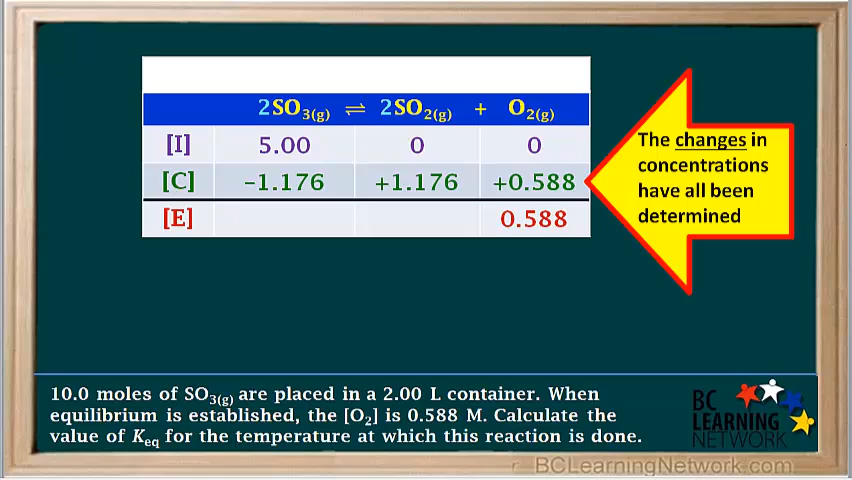 2SO₃(g) ⇌ 2SO₂(g) + O₂(g)
[I] 5.00 0 0
[C] –1.176 +1.176 +0.588
[E] 0.588
The changes in
concentrations
have all been
determined
10.0 moles of SO₃(g) are placed in a 2.00 L container. When
equilibrium is established, the [O₂] is 0.588 M. Calculate the
value of Keq for the temperature at which this reaction is done.
BC
LEARNING
NETWORK
BCLearningNetwork.com